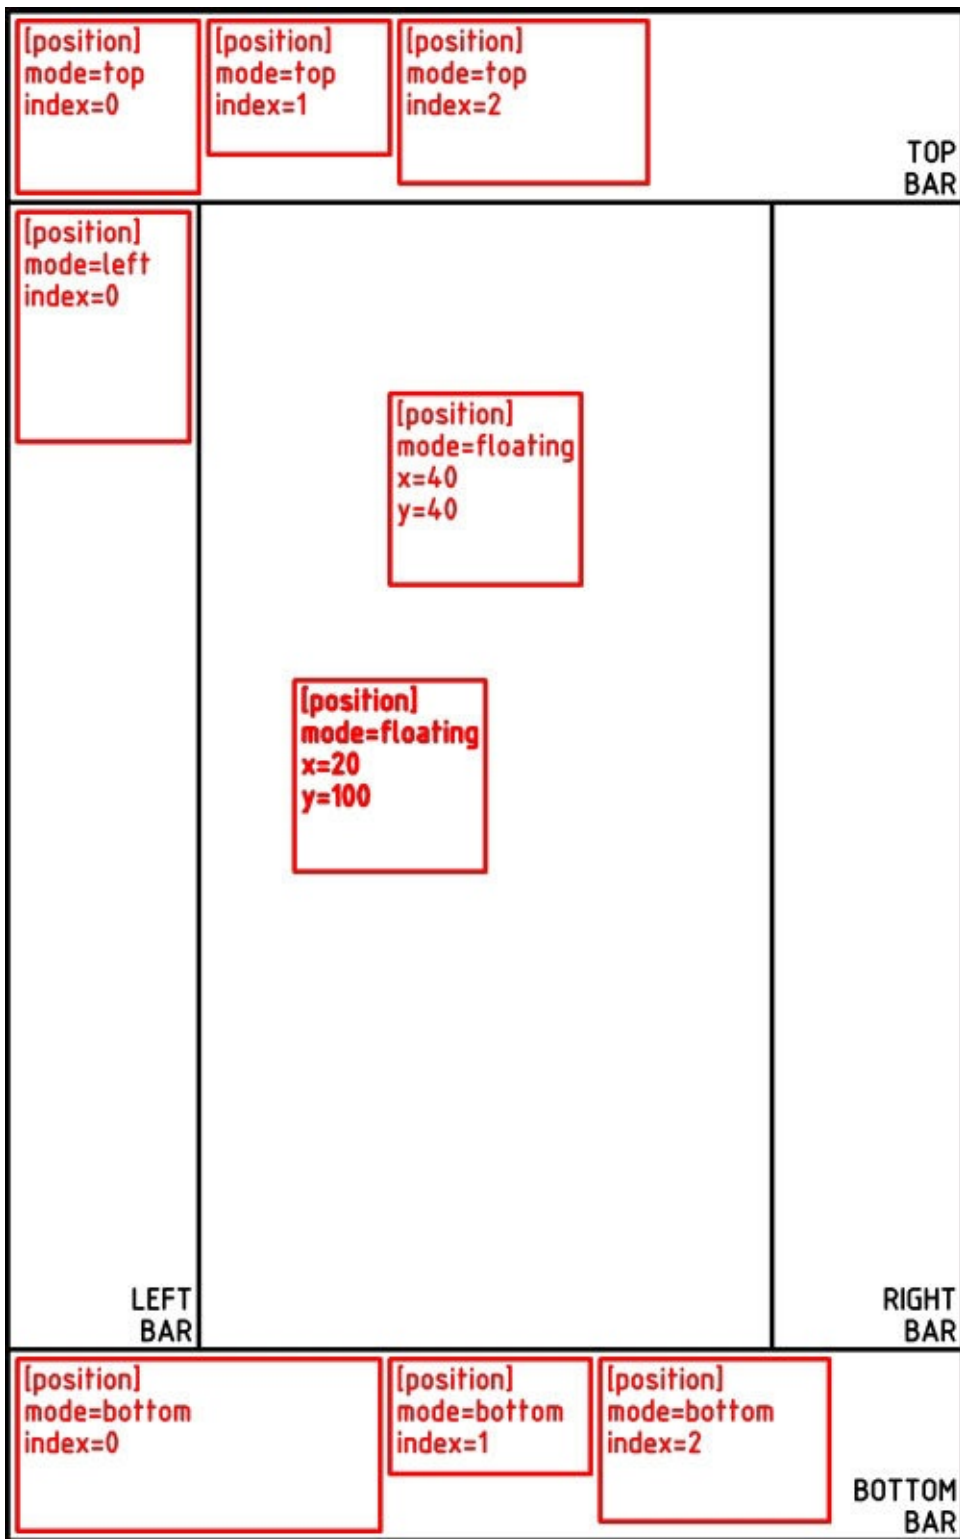 [position]
mode=top
index=0
[position]
mode=top
index=1
[position]
mode=top
index=2
TOP
BAR
[position]
mode=left
index=0
[position]
mode=floating
x=40
y=40
[position]
mode=floating
x=20
y=100
LEFT
BAR
RIGHT
BAR
[position]
mode=bottom
index=0
[position]
mode=bottom
index=1
[position]
mode=bottom
index=2
BOTTOM
BAR